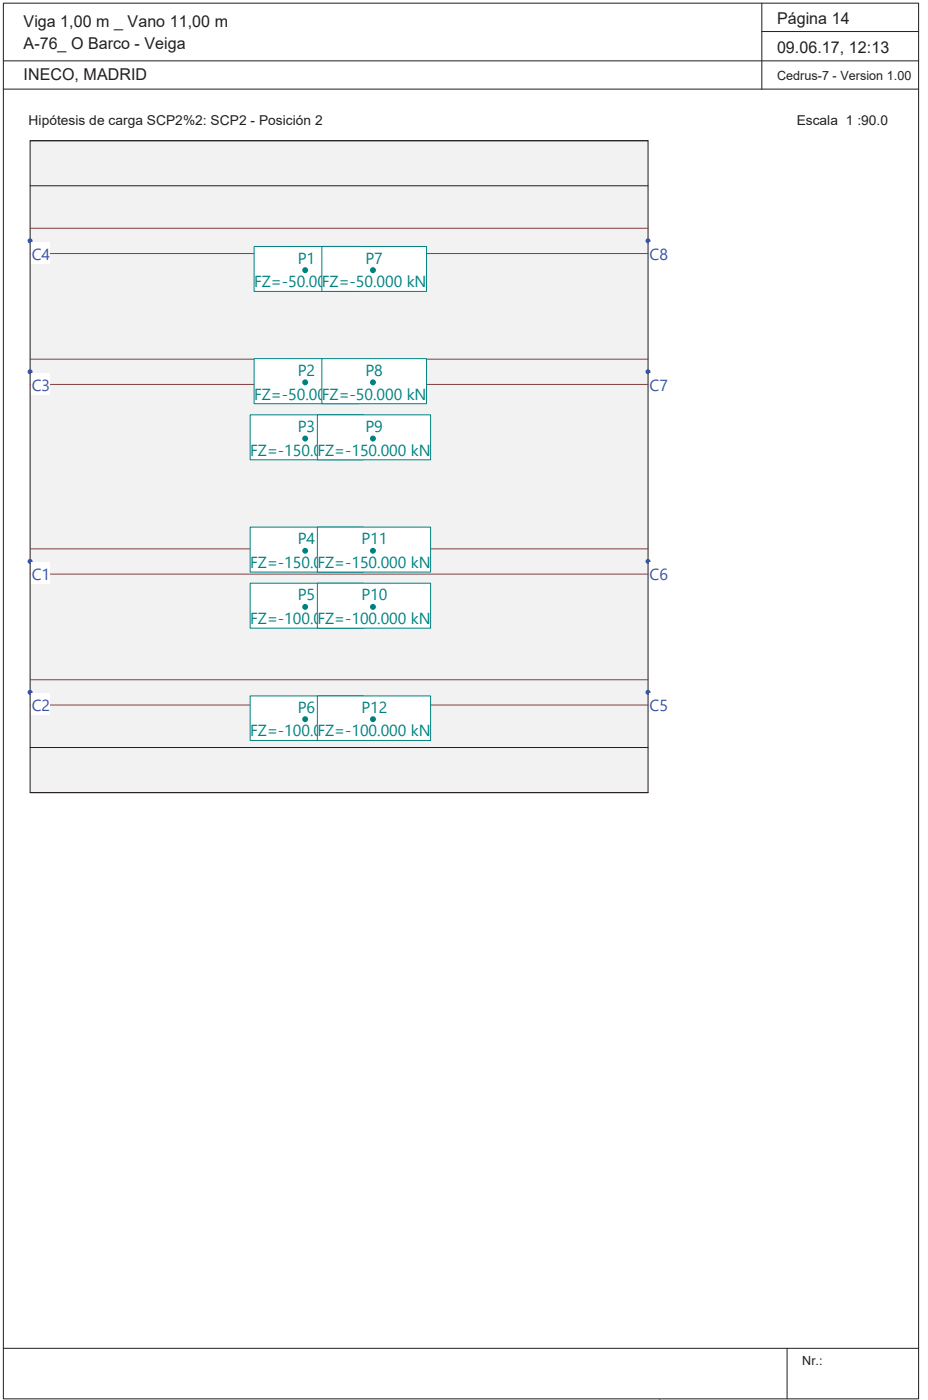 Viga 1,00 m _ Vano 11,00 m
A-76_ O Barco - Veiga
Página 14
09.06.17, 12:13
INECO, MADRID
Cedrus-7 - Version 1.00
Hipótesis de carga SCP2%2: SCP2 - Posición 2
Escala 1 :90.0
C4
C8
P1 P7
FZ=-50.00 FZ=-50.000 kN
P2 P8
FZ=-50.00 FZ=-50.000 kN
C3
C7
P3 P9
FZ=-150.0 FZ=-150.000 kN
P4 P11
FZ=-150.0 FZ=-150.000 kN
C1
C6
P5 P10
FZ=-100.0 FZ=-100.000 kN
C2
C5
P6 P12
FZ=-100.0 FZ=-100.000 kN
Nr.: